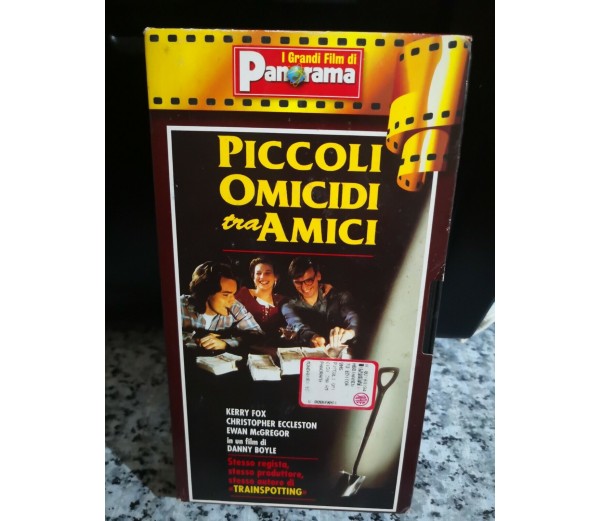 I Grandi Film di
Panorama
PICCOLI
OMICIDI
tra AMICI
KERRY FOX
CHRISTOPHER ECCLESTON
EWAN McGREGOR
in un film di
DANNY BOYLE
Stesso regista,
stesso produttore,
stesso autore di
«TRAINSPOTTING»